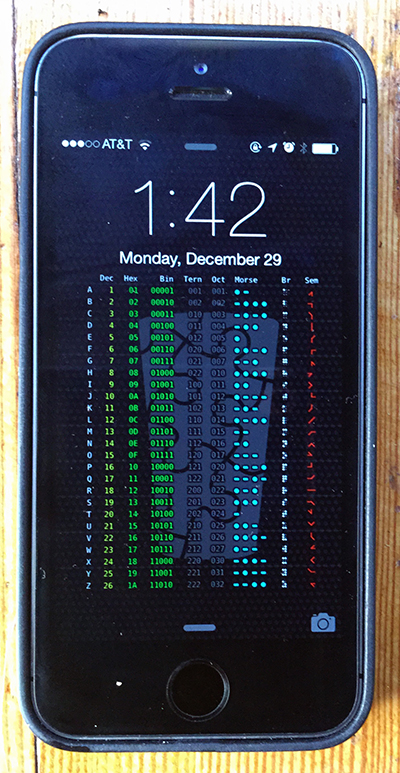 AT&T
1:42
Monday, December 29
Dec Hex Bin Tern Oct Morse Br Sem
A 1 01 00001 001 001
B 2 02 00010 002 002
C 3 03 00011 010 003
D 4 04 00100 011 004
E 5 05 00101 012 005
F 6 06 00110 020 006
G 7 07 00111 021 007
H 8 08 01000 022 010
I 9 09 01001 100 011
J 10 0A 01010 101 012
K 11 0B 01011 102 013
L 12 0C 01100 110 014
M 13 0D 01101 111 015
N 14 0E 01110 112 016
O 15 0F 01111 120 017
P 16 10 10000 121 020
Q 17 11 10001 122 021
R 18 12 10010 200 022
S 19 13 10011 201 023
T 20 14 10100 202 024
U 21 15 10101 210 025
V 22 16 10110 211 026
W 23 17 10111 212 027
X 24 18 11000 220 030
Y 25 19 11001 221 031
Z 26 1A 11010 222 032